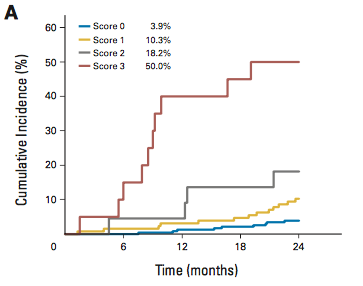 A
Cumulative Incidence (%)
60
50
40
30
20
10
Score 0 3.9%
Score 1 10.3%
Score 2 18.2%
Score 3 50.0%
0 6 12 18 24
Time (months)